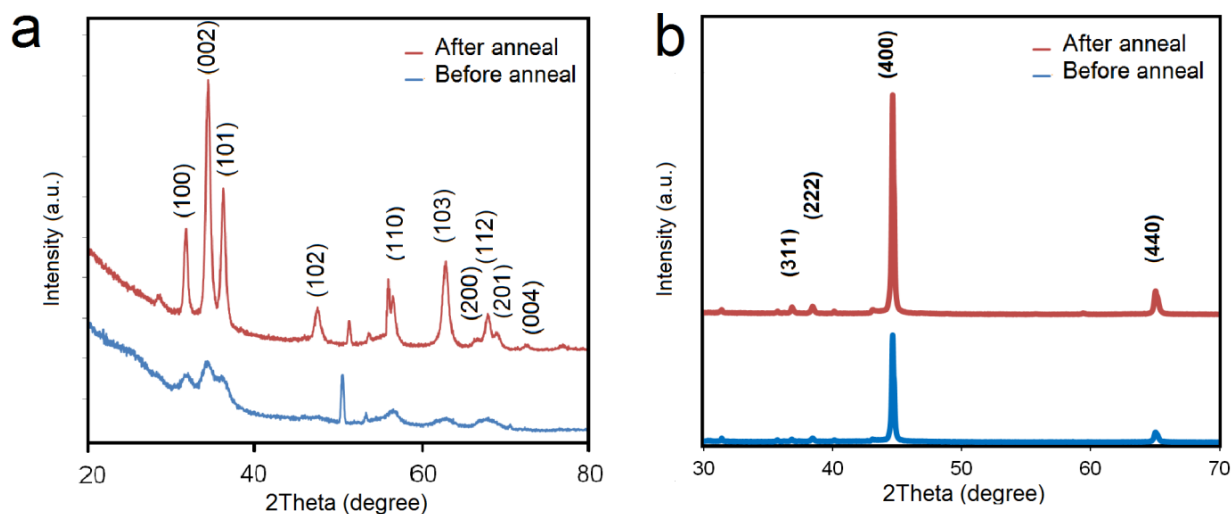 a
After anneal
Before anneal
(100)
(002)
(101)
(102)
(110)
(103)
(200)
(112)
(201)
(004)
Intensity (a.u.)
20 40 60 80
2Theta (degree)
b
After anneal
Before anneal
(311)
(222)
(400)
(440)
Intensity (a.u.)
30 40 50 60 70
2Theta (degree)